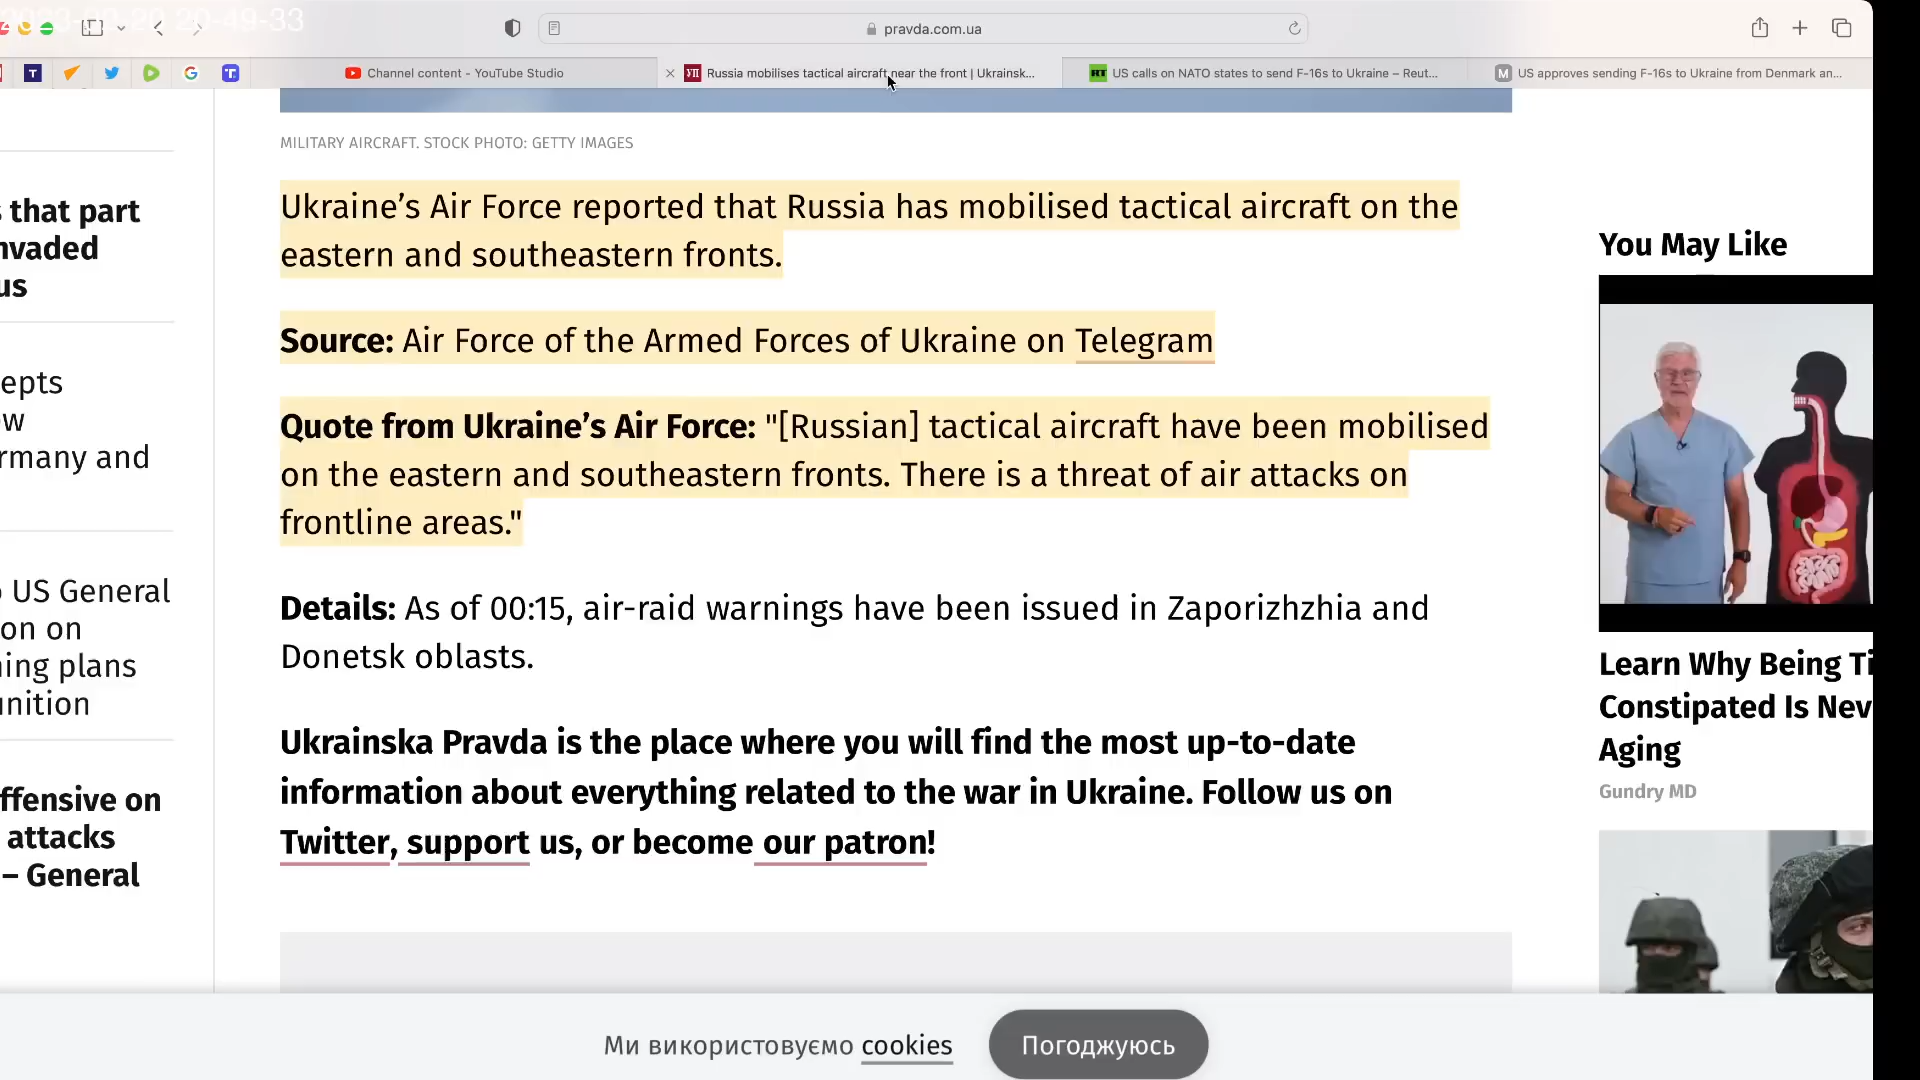 20-49-33
pravda.com.ua
Channel content - YouTube Studio
Russia mobilises tactical aircraft near the front | Ukrainsk...
US calls on NATO states to send F-16s to Ukraine – Reut...
US approves sending F-16s to Ukraine from Denmark an...
MILITARY AIRCRAFT. STOCK PHOTO: GETTY IMAGES
Ukraine’s Air Force reported that Russia has mobilised tactical aircraft on the
eastern and southeastern fronts.
Source: Air Force of the Armed Forces of Ukraine on Telegram
Quote from Ukraine’s Air Force: "[Russian] tactical aircraft have been mobilised
on the eastern and southeastern fronts. There is a threat of air attacks on
frontline areas."
Details: As of 00:15, air-raid warnings have been issued in Zaporizhzhia and
Donetsk oblasts.
Ukrainska Pravda is the place where you will find the most up-to-date
information about everything related to the war in Ukraine. Follow us on
Twitter, support us, or become our patron!
that part
nvaded
us
epts
w
rmany and
US General
on on
ning plans
unition
ffensive on
attacks
– General
You May Like
Learn Why Being Ti
Constipated Is Nev
Aging
Gundry MD
Ми використовуємо cookies
Погоджуюсь